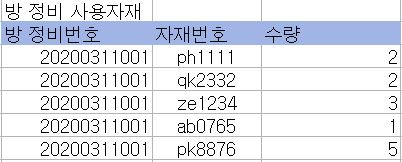 방 정비 사용자재
방 정비번호 자재번호 수량
20200311001 ph1111 2
20200311001 qk2332 2
20200311001 ze1234 3
20200311001 ab0765 1
20200311001 pk8876 5